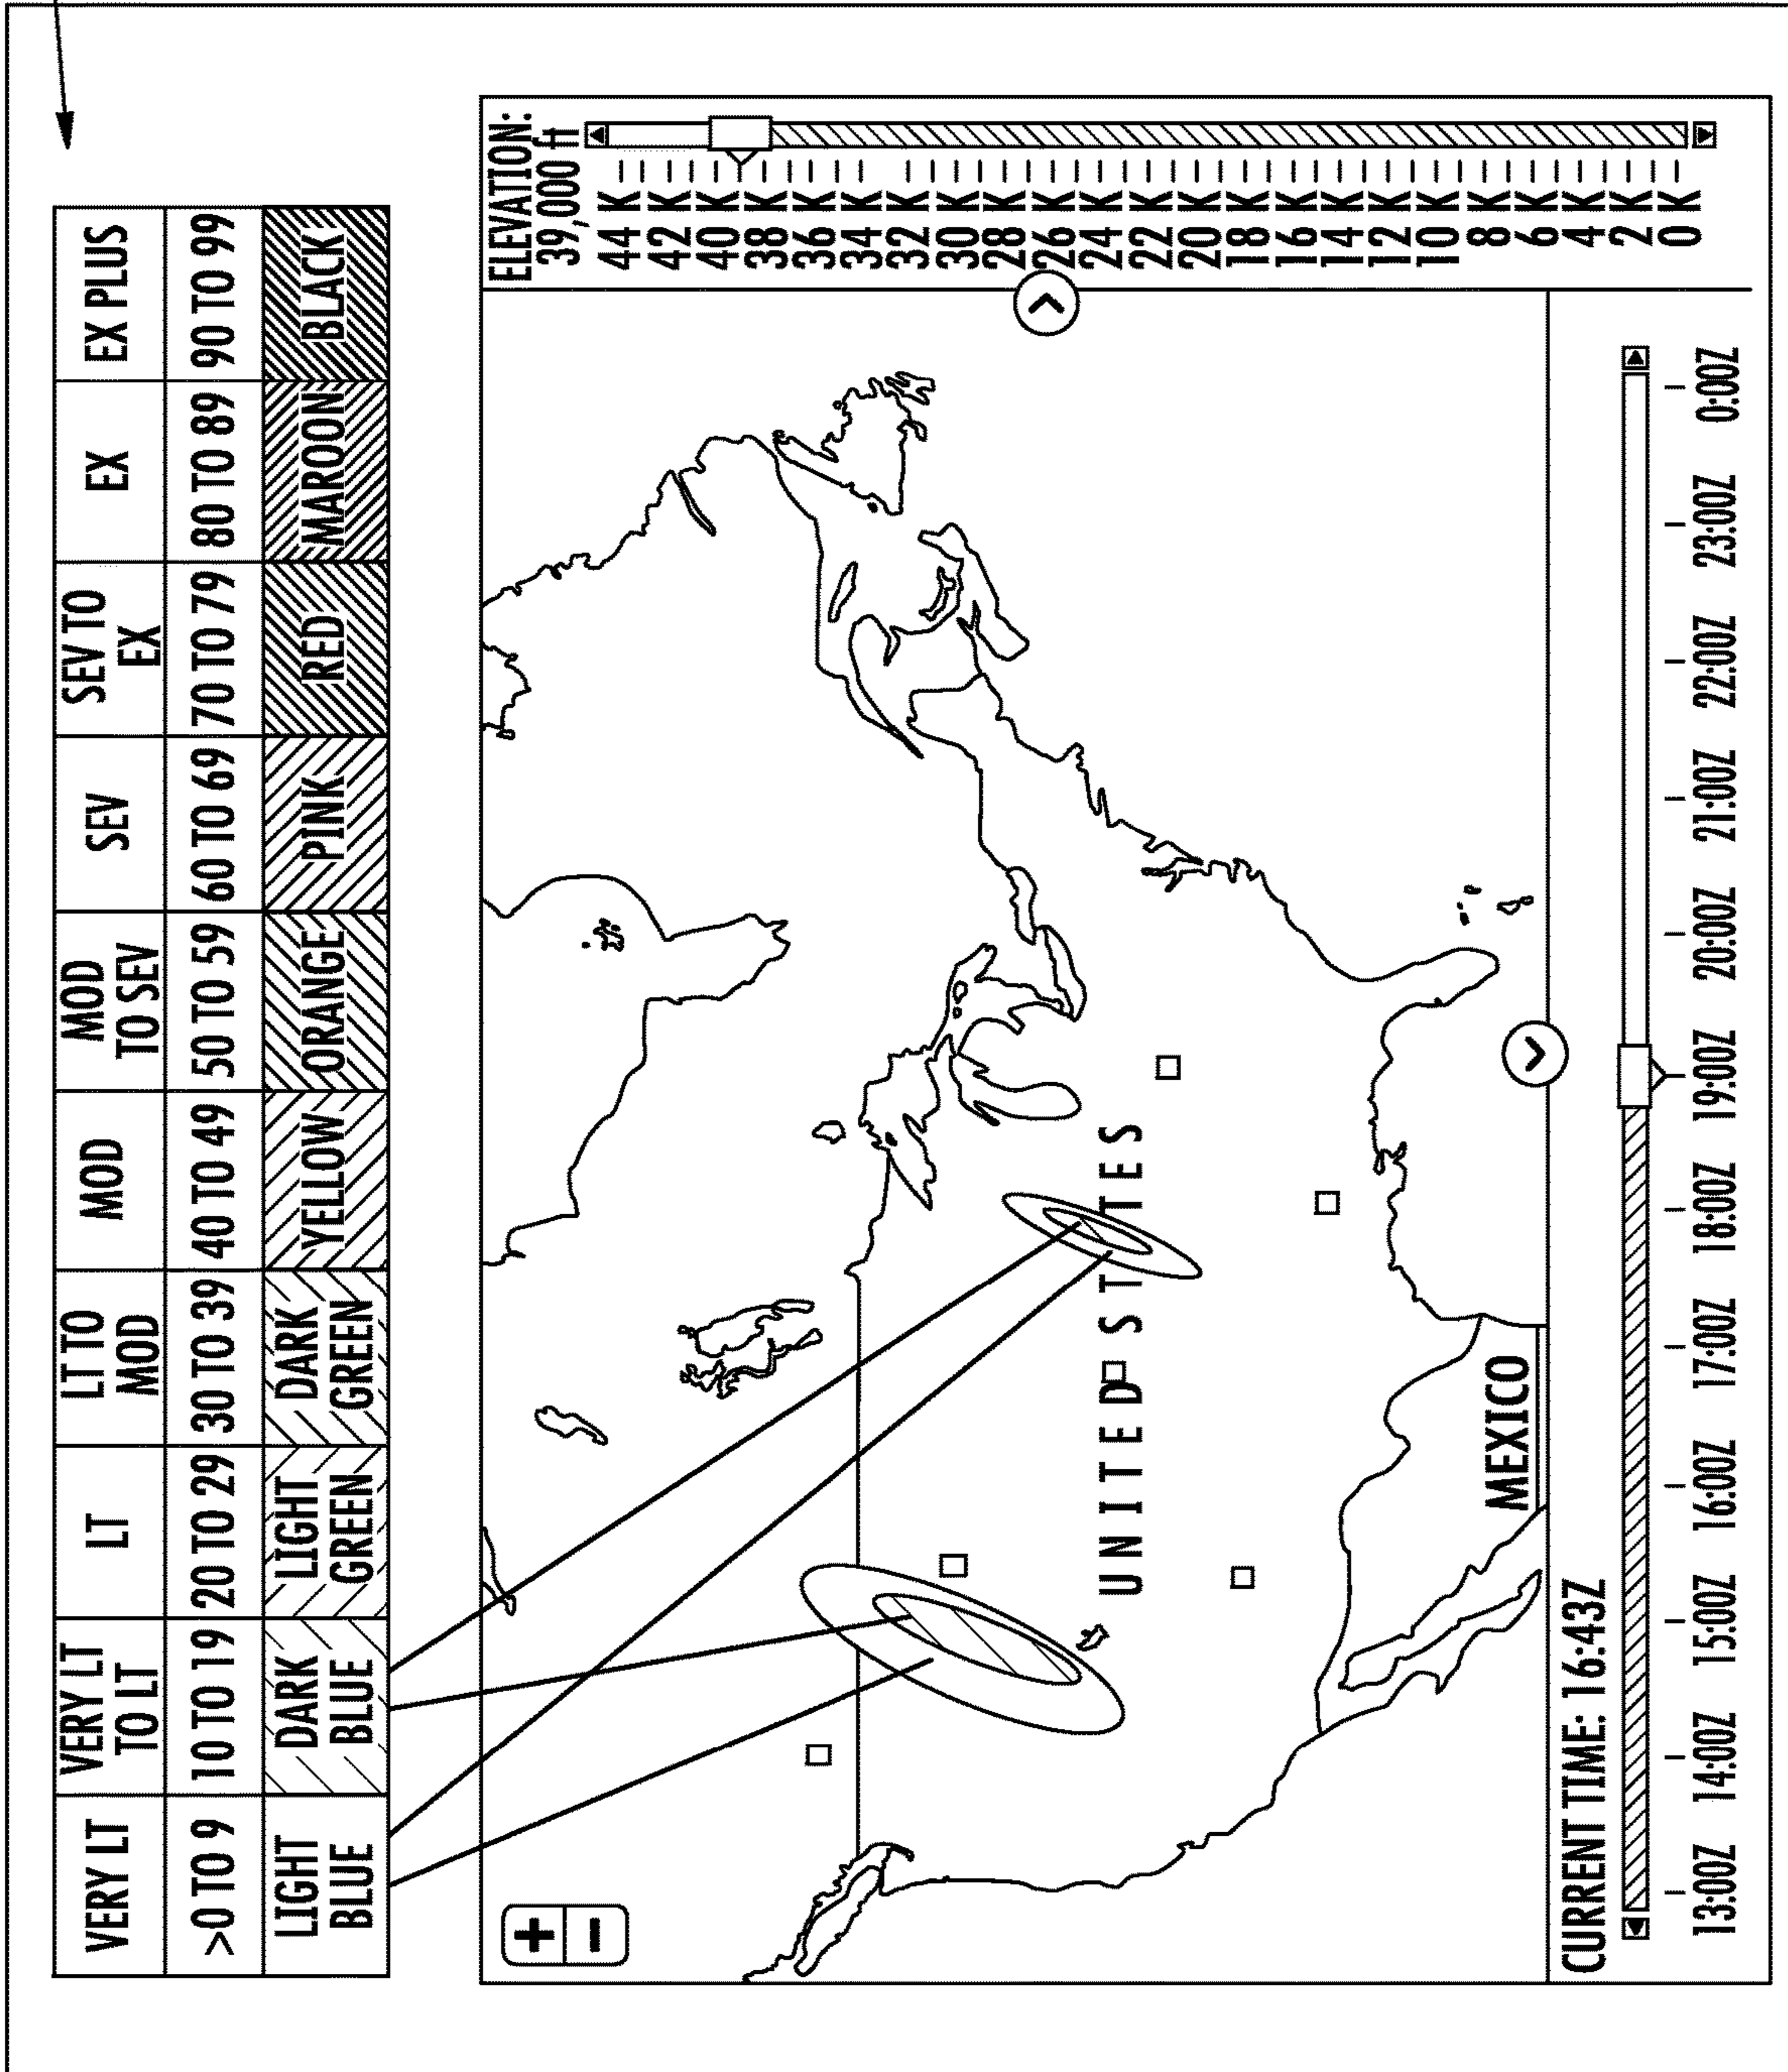 VERY LT
VERY LT
TO LT
LT
LT TO
MOD
MOD
MOD
TO SEV
SEV
SEV TO
EX
EX
EX PLUS
>0 TO 9
10 TO 19
20 TO 29
30 TO 39
40 TO 49
50 TO 59
60 TO 69
70 TO 79
80 TO 89
90 TO 99
LIGHT
BLUE
DARK
BLUE
LIGHT
GREEN
DARK
GREEN
YELLOW
ORANGE
PINK
RED
MAROON
BLACK
+
−
ELEVATION:
39,000 ft
44 K
42 K
40 K
38 K
36 K
34 K
32 K
30 K
28 K
26 K
24 K
22 K
20 K
18 K
16 K
14 K
12 K
10 K
8 K
6 K
4 K
2 K
0 K
UNITED STTES
MEXICO
CURRENT TIME: 16:43Z
13:00Z 14:00Z 15:00Z 16:00Z 17:00Z 18:00Z 19:00Z 20:00Z 21:00Z 22:00Z 23:00Z 0:00Z